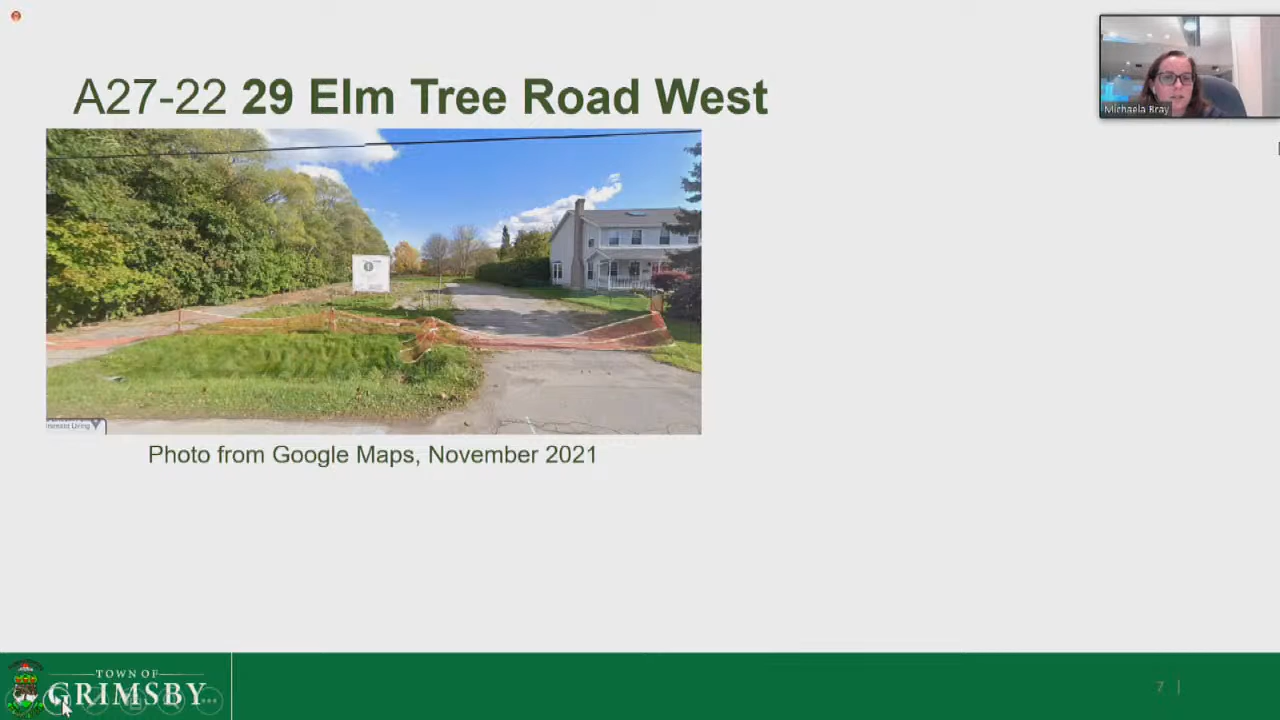 A27-22 29 Elm Tree Road West
Michaela Bray
Photo from Google Maps, November 2021
TOWN OF
GRIMSBY
7 |